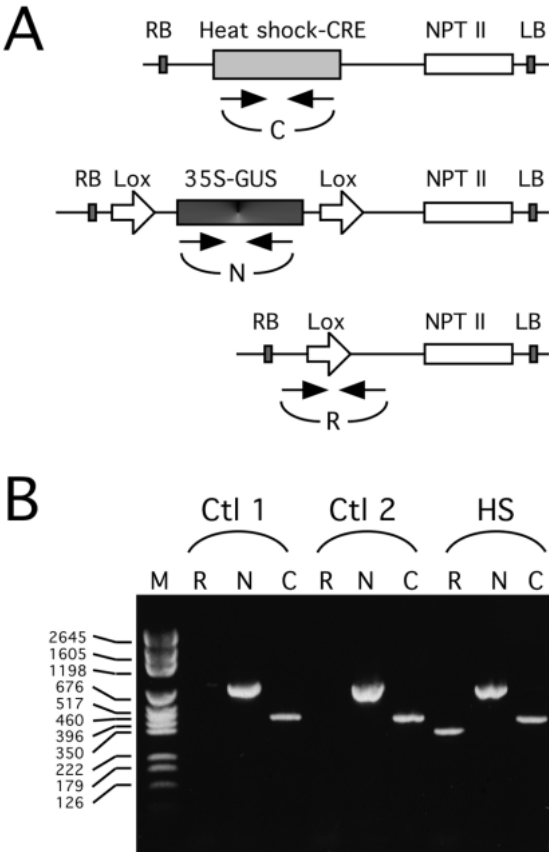 A
RB Heat shock-CRE NPT II LB
C
RB Lox 35S-GUS Lox NPT II LB
N
RB Lox NPT II LB
R
B
Ctl 1 Ctl 2 HS
M R N C R N C R N C
2645
1605
1198
676
517
460
396
350
222
179
126